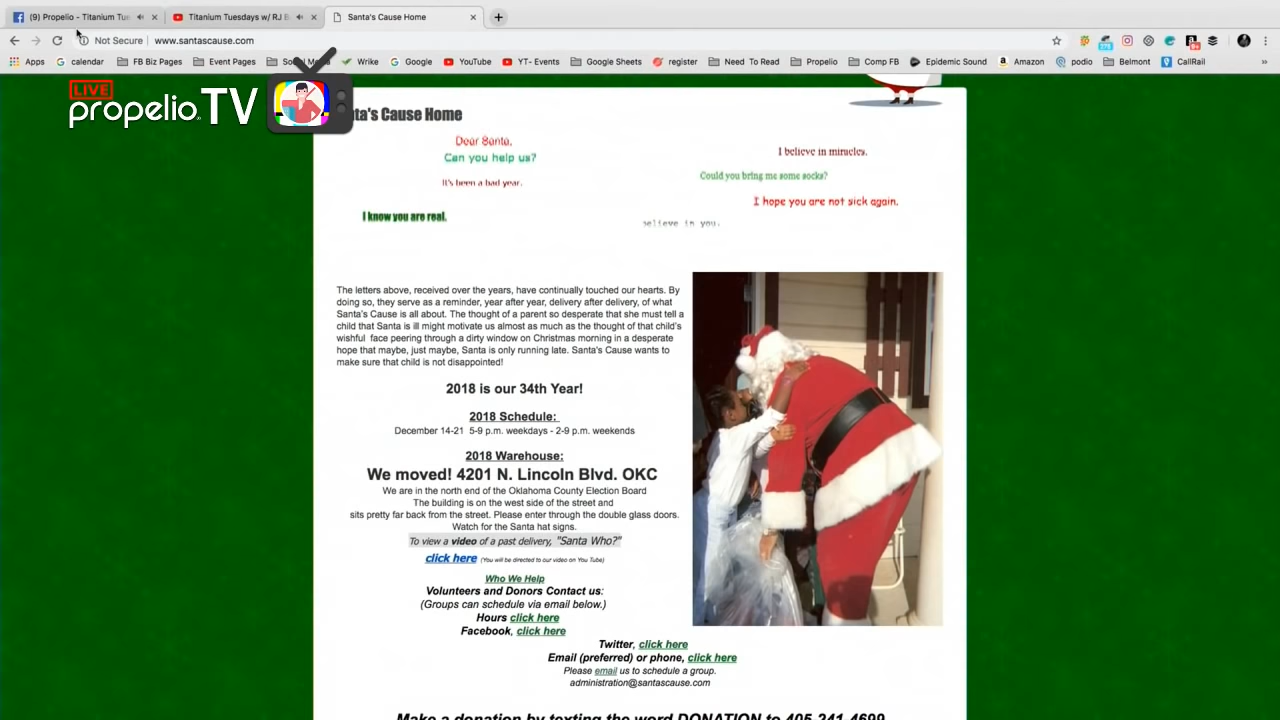 (9) Propelio - Titanium Tue
Titanium Tuesdays w/ RJ B
Santa's Cause Home
Not Secure
www.santascause.com
Apps
calendar
FB Biz Pages
Event Pages
Wrike
Google
YouTube
YT- Events
Google Sheets
register
Need To Read
Propelio
Comp FB
Epidemic Sound
Amazon
podio
Belmont
CallRail
LIVE
propelio TV
ta's Cause Home
Dear Santa,
Can you help us?
It's been a bad year.
I know you are real.
I believe in miracles.
Could you bring me some socks?
I hope you are not sick again.
believe in you.
The letters above, received over the years, have continually touched our hearts. By
doing so, they serve as a reminder, year after year, delivery after delivery, of what
Santa's Cause is all about. The thought of a parent so desperate that she must tell a
child that Santa is ill might motivate us almost as much as the thought of that child's
wishful face peering through a dirty window on Christmas morning in a desperate
hope that maybe, just maybe, Santa is only running late. Santa's Cause wants to
make sure that child is not disappointed!
2018 is our 34th Year!
2018 Schedule:
December 14-21 5-9 p.m. weekdays - 2-9 p.m. weekends
2018 Warehouse:
We moved! 4201 N. Lincoln Blvd. OKC
We are in the north end of the Oklahoma County Election Board
The building is on the west side of the street and
sits pretty far back from the street. Please enter through the double glass doors.
Watch for the Santa hat signs.
To view a video of a past delivery, "Santa Who?"
click here (You will be directed to our video on You Tube)
Who We Help
Volunteers and Donors Contact us:
(Groups can schedule via email below.)
Hours click here
Facebook, click here
Twitter, click here
Email (preferred) or phone, click here
Please email us to schedule a group.
administration@santascause.com
Make a donation by texting the word DONATION to 405-241-4699